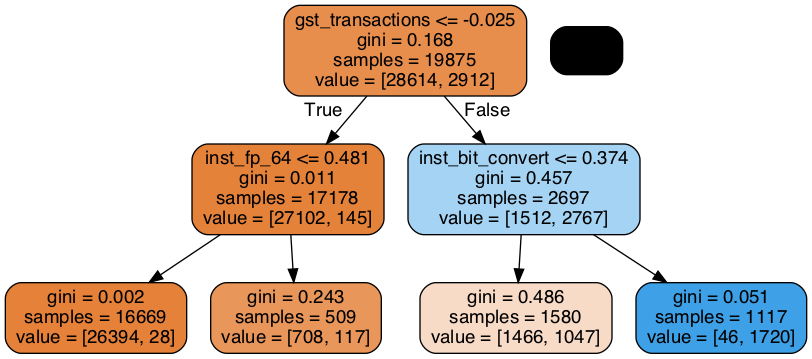 gst_transactions <= -0.025
gini = 0.168
samples = 19875
value = [28614, 2912]
True
False
inst_fp_64 <= 0.481
gini = 0.011
samples = 17178
value = [27102, 145]
inst_bit_convert <= 0.374
gini = 0.457
samples = 2697
value = [1512, 2767]
gini = 0.002
samples = 16669
value = [26394, 28]
gini = 0.243
samples = 509
value = [708, 117]
gini = 0.486
samples = 1580
value = [1466, 1047]
gini = 0.051
samples = 1117
value = [46, 1720]